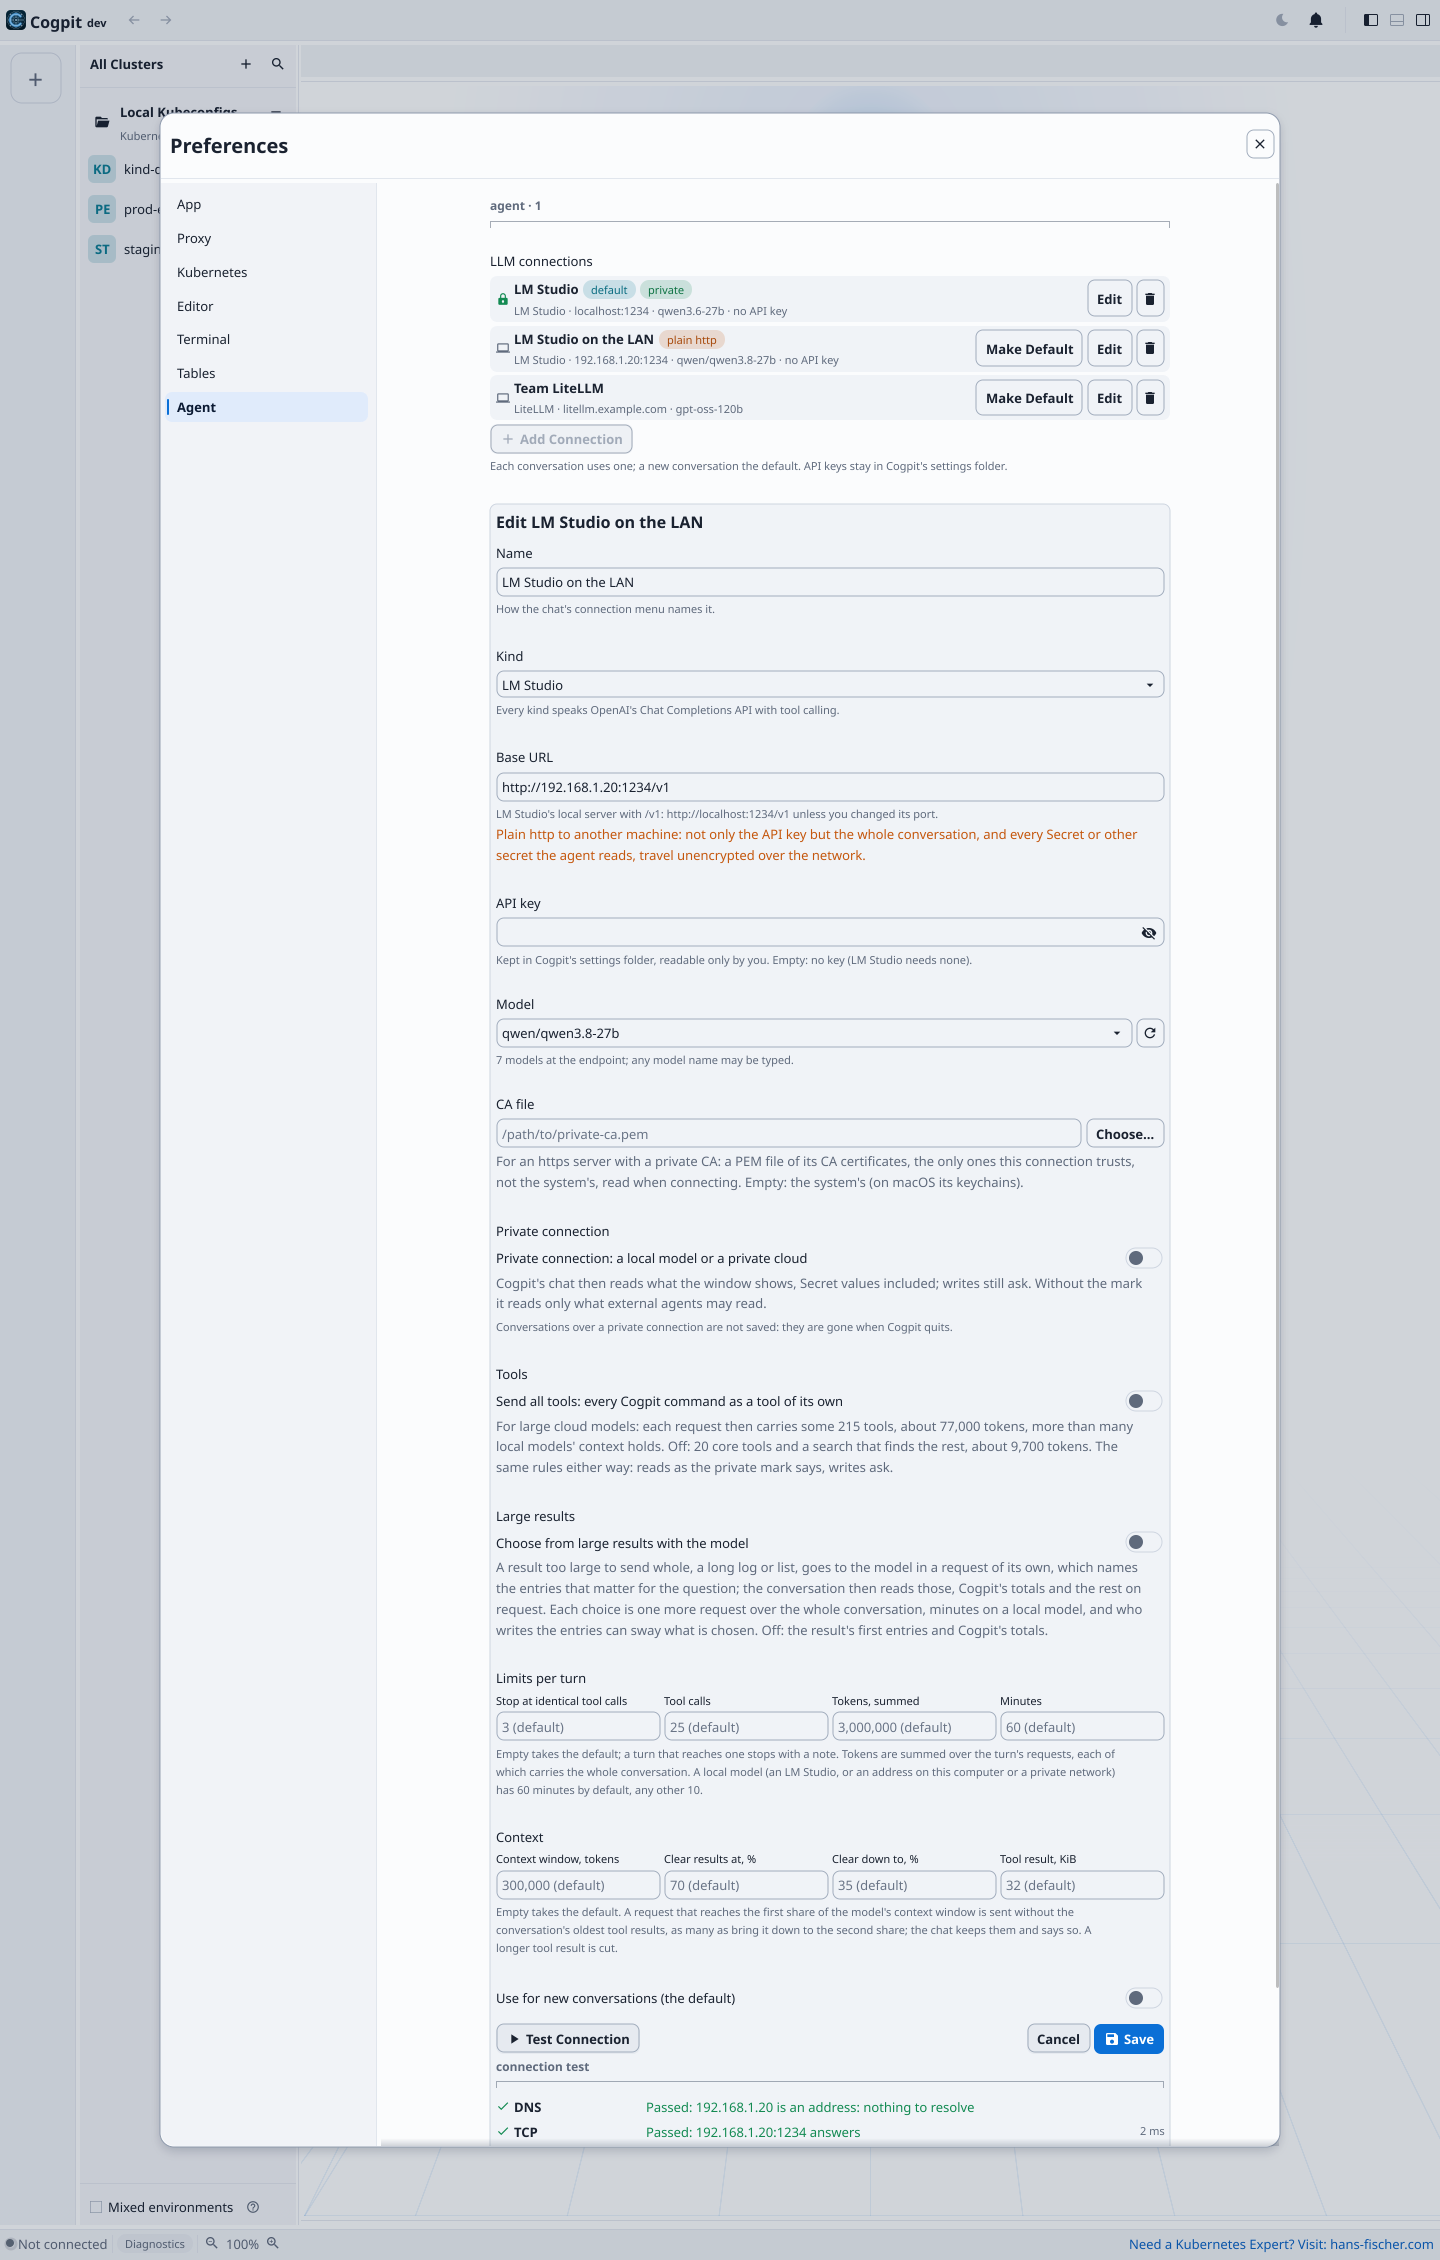 Cogpit dev
All Clusters
Local Kubeconfigs
Kubern
KD kind-
PE prod-
ST stagin
Preferences
App
Proxy
Kubernetes
Editor
Terminal
Tables
Agent
agent · 1
LLM connections
LM Studio default private
LM Studio · localhost:1234 · qwen3.6-27b · no API key
Edit
LM Studio on the LAN plain http
LM Studio · 192.168.1.20:1234 · qwen/qwen3.8-27b · no API key
Make Default Edit
Team LiteLLM
LiteLLM · litellm.example.com · gpt-oss-120b
Make Default Edit
Add Connection
Each conversation uses one; a new conversation the default. API keys stay in Cogpit's settings folder.
Edit LM Studio on the LAN
Name
LM Studio on the LAN
How the chat's connection menu names it.
Kind
LM Studio
Every kind speaks OpenAI's Chat Completions API with tool calling.
Base URL
http://192.168.1.20:1234/v1
LM Studio's local server with /v1: http://localhost:1234/v1 unless you changed its port.
Plain http to another machine: not only the API key but the whole conversation, and every Secret or other
secret the agent reads, travel unencrypted over the network.
API key
Kept in Cogpit's settings folder, readable only by you. Empty: no key (LM Studio needs none).
Model
qwen/qwen3.8-27b
7 models at the endpoint; any model name may be typed.
CA file
/path/to/private-ca.pem
Choose...
For an https server with a private CA: a PEM file of its CA certificates, the only ones this connection trusts,
not the system's, read when connecting. Empty: the system's (on macOS its keychains).
Private connection
Private connection: a local model or a private cloud
Cogpit's chat then reads what the window shows, Secret values included; writes still ask. Without the mark
it reads only what external agents may read.
Conversations over a private connection are not saved: they are gone when Cogpit quits.
Tools
Send all tools: every Cogpit command as a tool of its own
For large cloud models: each request then carries some 215 tools, about 77,000 tokens, more than many
local models' context holds. Off: 20 core tools and a search that finds the rest, about 9,700 tokens. The
same rules either way: reads as the private mark says, writes ask.
Large results
Choose from large results with the model
A result too large to send whole, a long log or list, goes to the model in a request of its own, which names
the entries that matter for the question; the conversation then reads those, Cogpit's totals and the rest on
request. Each choice is one more request over the whole conversation, minutes on a local model, and who
writes the entries can sway what is chosen. Off: the result's first entries and Cogpit's totals.
Limits per turn
Stop at identical tool calls Tool calls Tokens, summed Minutes
3 (default) 25 (default) 3,000,000 (default) 60 (default)
Empty takes the default; a turn that reaches one stops with a note. Tokens are summed over the turn's requests, each of
which carries the whole conversation. A local model (an LM Studio, or an address on this computer or a private network)
has 60 minutes by default, any other 10.
Context
Context window, tokens Clear results at, % Clear down to, % Tool result, KiB
300,000 (default) 70 (default) 35 (default) 32 (default)
Empty takes the default. A request that reaches the first share of the model's context window is sent without the
conversation's oldest tool results, as many as bring it down to the second share; the chat keeps them and says so. A
longer tool result is cut.
Use for new conversations (the default)
Test Connection
Cancel Save
connection test
DNS Passed: 192.168.1.20 is an address: nothing to resolve
TCP Passed: 192.168.1.20:1234 answers 2 ms
Mixed environments
Not connected Diagnostics 100%
Need a Kubernetes Expert? Visit: hans-fischer.com